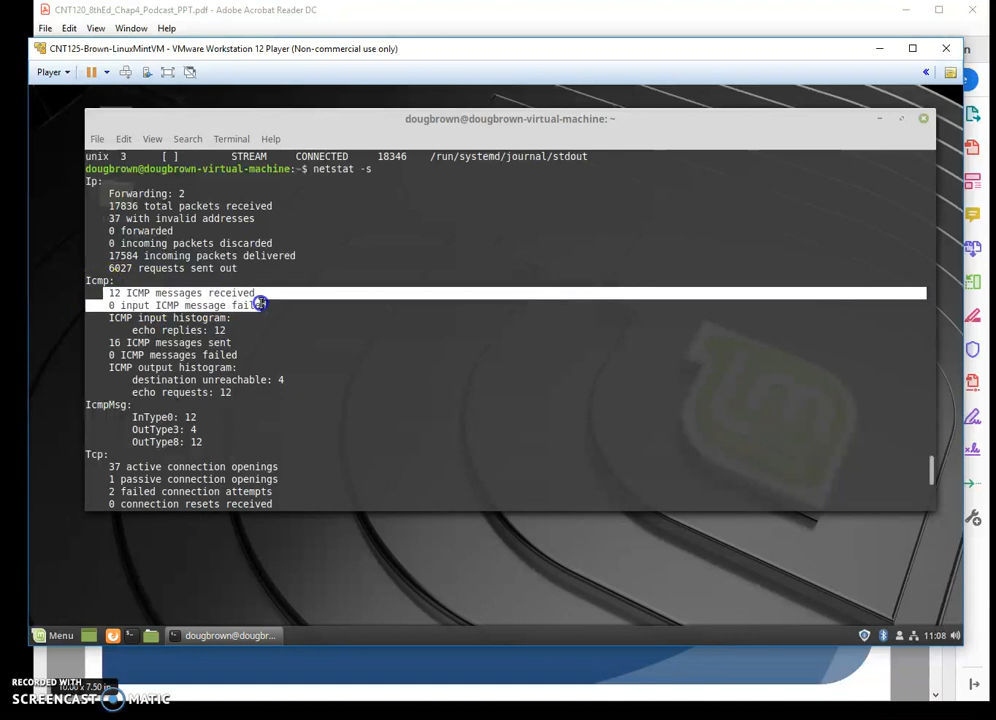 CNT120_8thEd_Chap4_Podcast_PPT.pdf - Adobe Acrobat Reader DC
File Edit View Window Help
CNT125-Brown-LinuxMintVM - VMware Workstation 12 Player (Non-commercial use only)
Player
dougbrown@dougbrown-virtual-machine: ~
File Edit View Search Terminal Help
unix 3 [ ] STREAM CONNECTED 18346 /run/systemd/journal/stdout
dougbrown@dougbrown-virtual-machine:~$ netstat -s
Ip:
Forwarding: 2
17836 total packets received
37 with invalid addresses
0 forwarded
0 incoming packets discarded
17584 incoming packets delivered
6027 requests sent out
Icmp:
12 ICMP messages received
0 input ICMP message
ICMP input histogram:
echo replies: 12
16 ICMP messages sent
0 ICMP messages failed
ICMP output histogram:
destination unreachable: 4
echo requests: 12
IcmpMsg:
InType0: 12
OutType3: 4
OutType8: 12
Tcp:
37 active connection openings
1 passive connection openings
2 failed connection attempts
0 connection resets received
Menu
dougbrown@dougbr...
11:08
10.00 x 7.50 in
RECORDED WITH
SCREENCAST MATIC